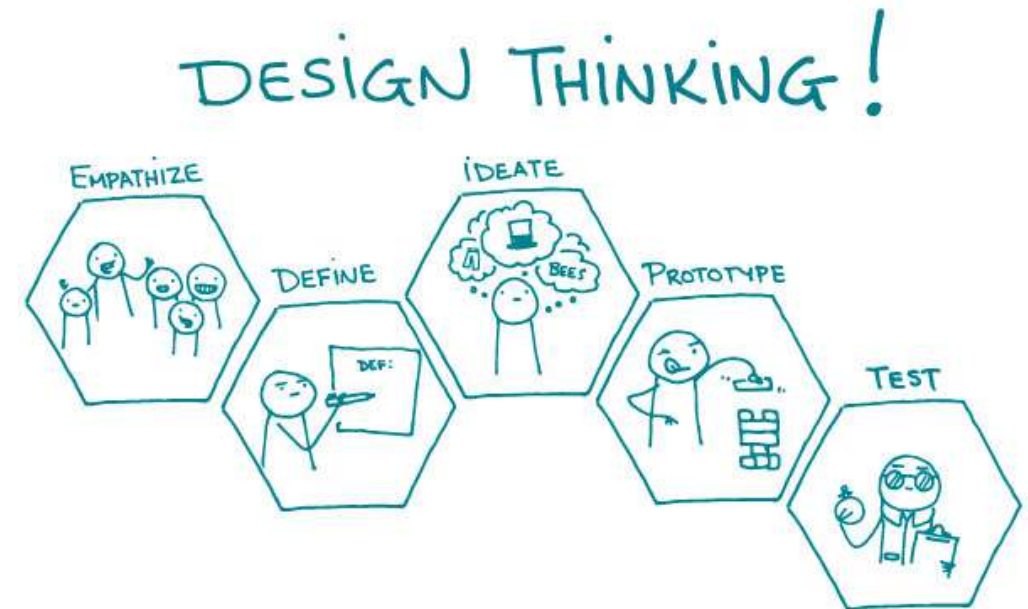 DESIGN THINKING!
EMPATHIZE
DEFINE
DEF:
IDEATE
BEES
PROTOTYPE
TEST